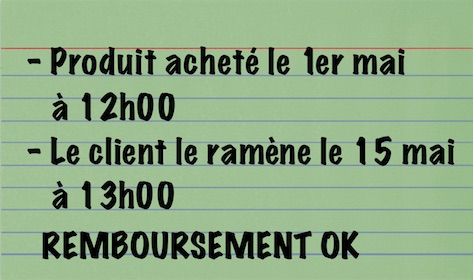 - Produit acheté le 1er mai
à 12h00
- Le client le ramène le 15 mai
à 13h00
REMBOURSEMENT OK